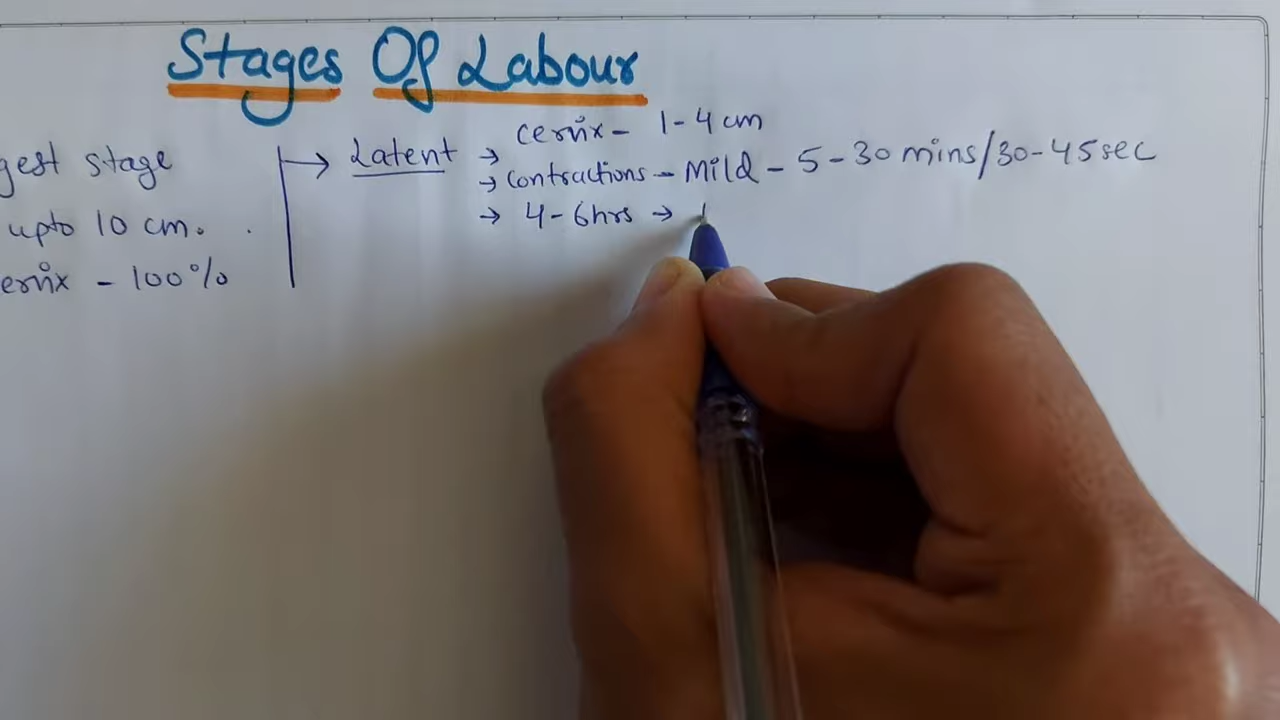 Stages Of Labour
gest stage
upto 10 cm.
ervix - 100%
→ Latent → cervix - 1-4 cm
→ contractions - Mild - 5-30 mins/30-45 sec
→ 4-6hrs →